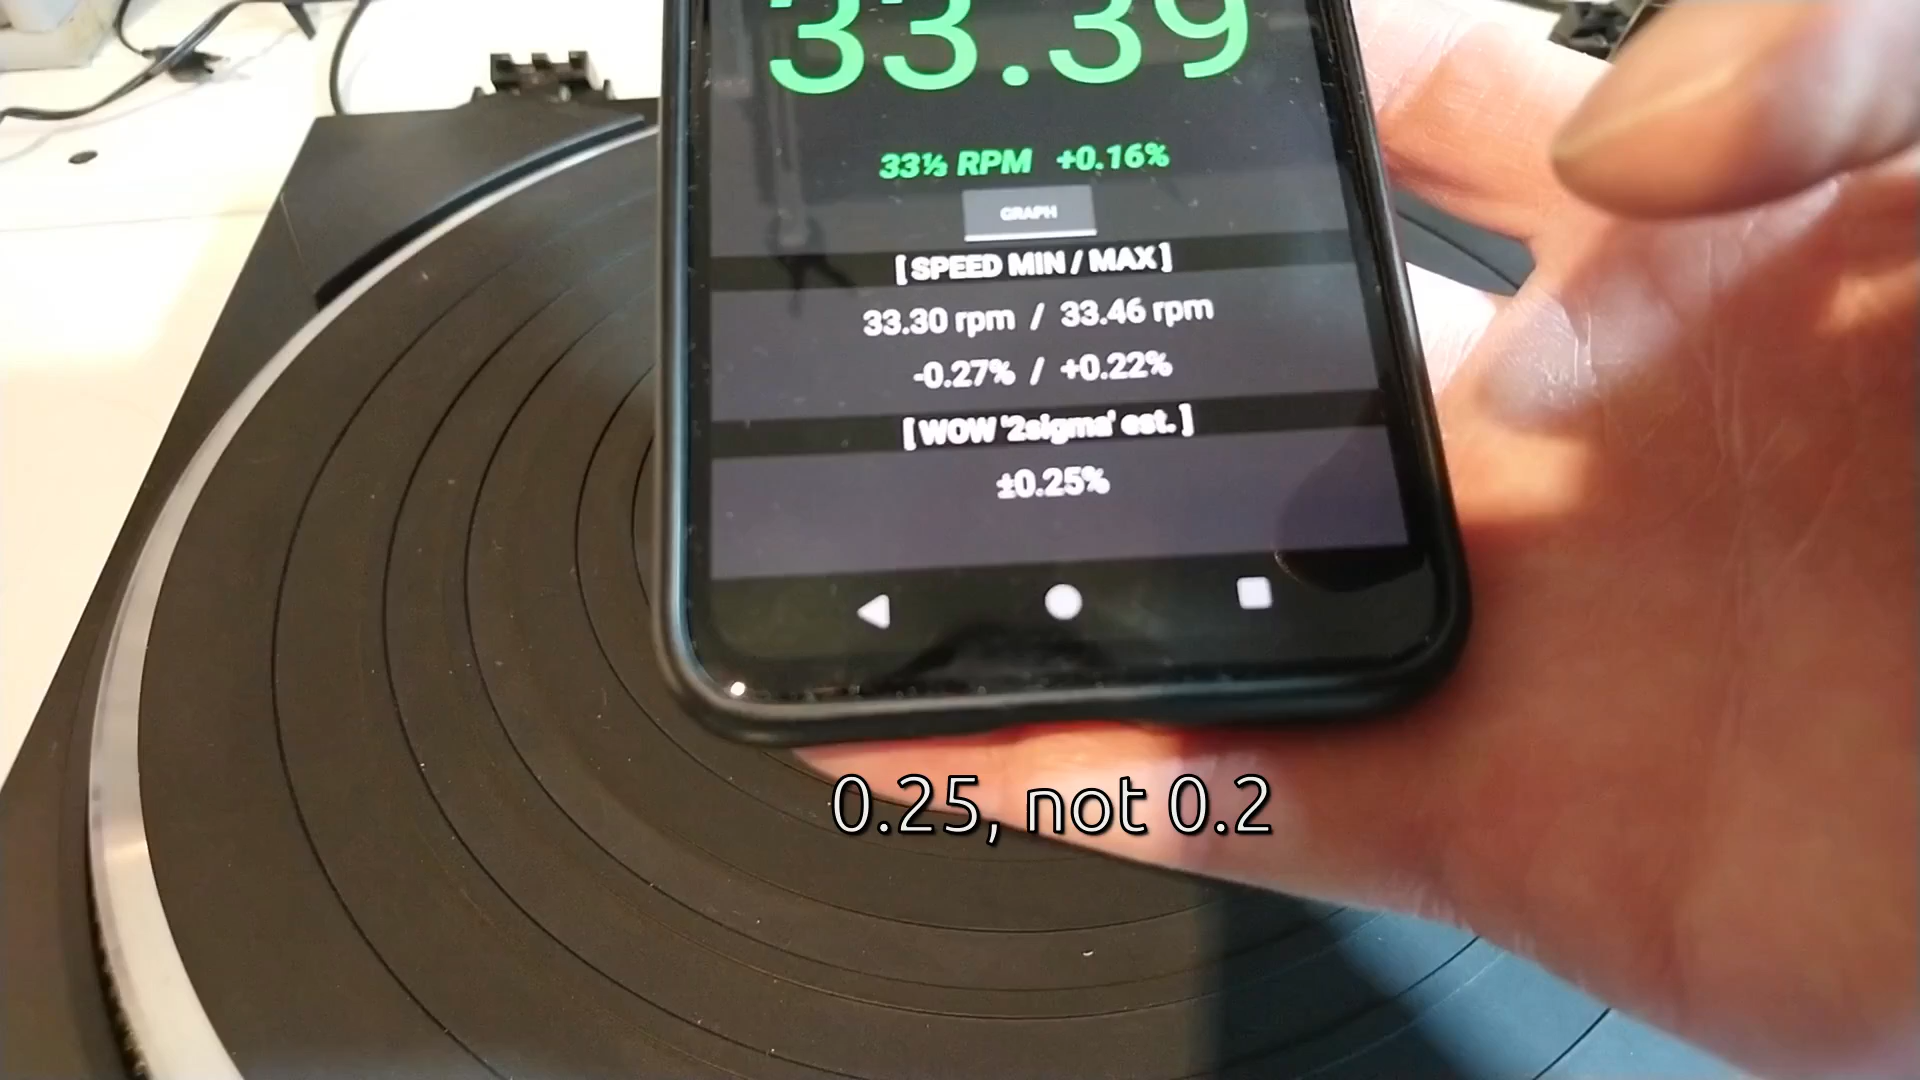 33.39
33⅓ RPM +0.16%
GRAPH
[ SPEED MIN / MAX ]
33.30 rpm / 33.46 rpm
-0.27% / +0.22%
[ WOW '2sigma' est. ]
±0.25%
0.25, not 0.2